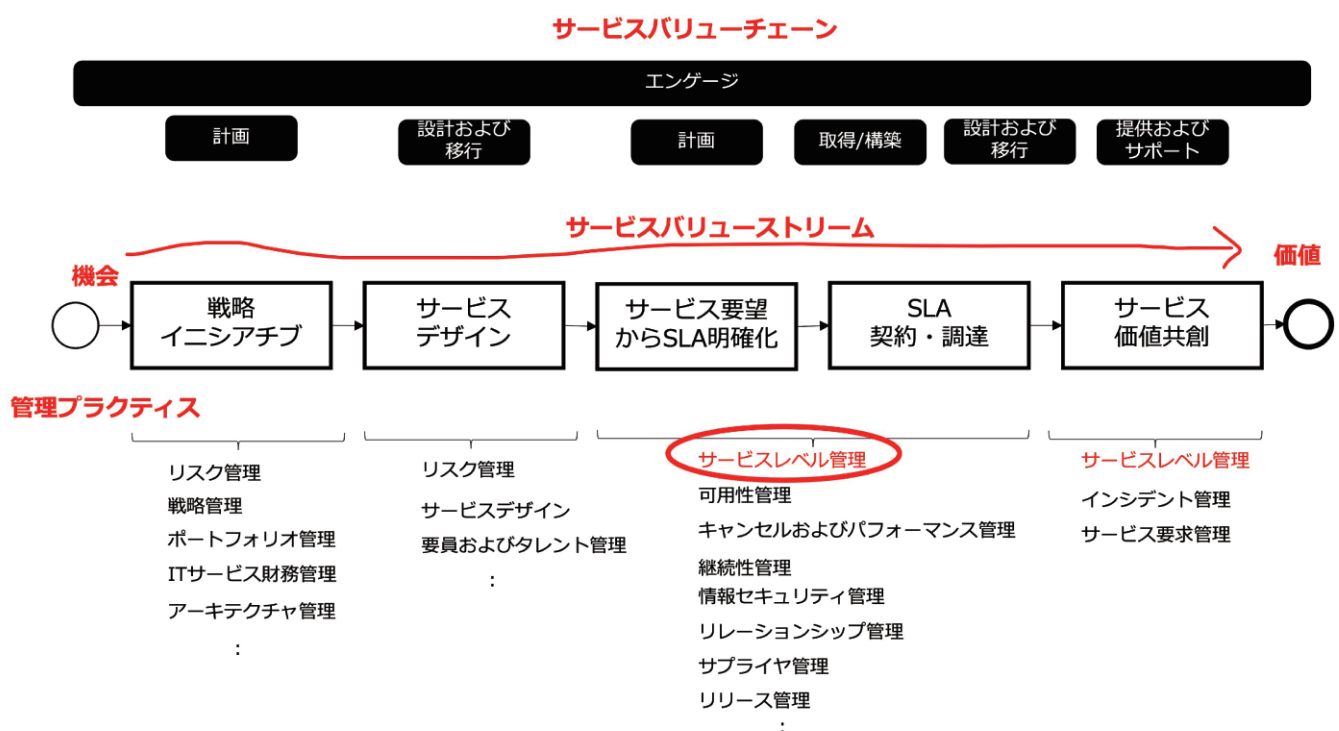 サービスバリューチェーン
エンゲージ
計画
設計および
移行
計画
取得/構築
設計および
移行
提供および
サポート
サービスバリューストリーム
機会
価値
戦略
イニシアチブ
サービス
デザイン
サービス要望
からSLA明確化
SLA
契約・調達
サービス
価値共創
管理プラクティス
リスク管理
戦略管理
ポートフォリオ管理
ITサービス財務管理
アーキテクチャ管理
:
リスク管理
サービスデザイン
要員およびタレント管理
:
サービスレベル管理
可用性管理
キャンセルおよびパフォーマンス管理
継続性管理
情報セキュリティ管理
リレーションシップ管理
サプライヤ管理
リリース管理
:
サービスレベル管理
インシデント管理
サービス要求管理